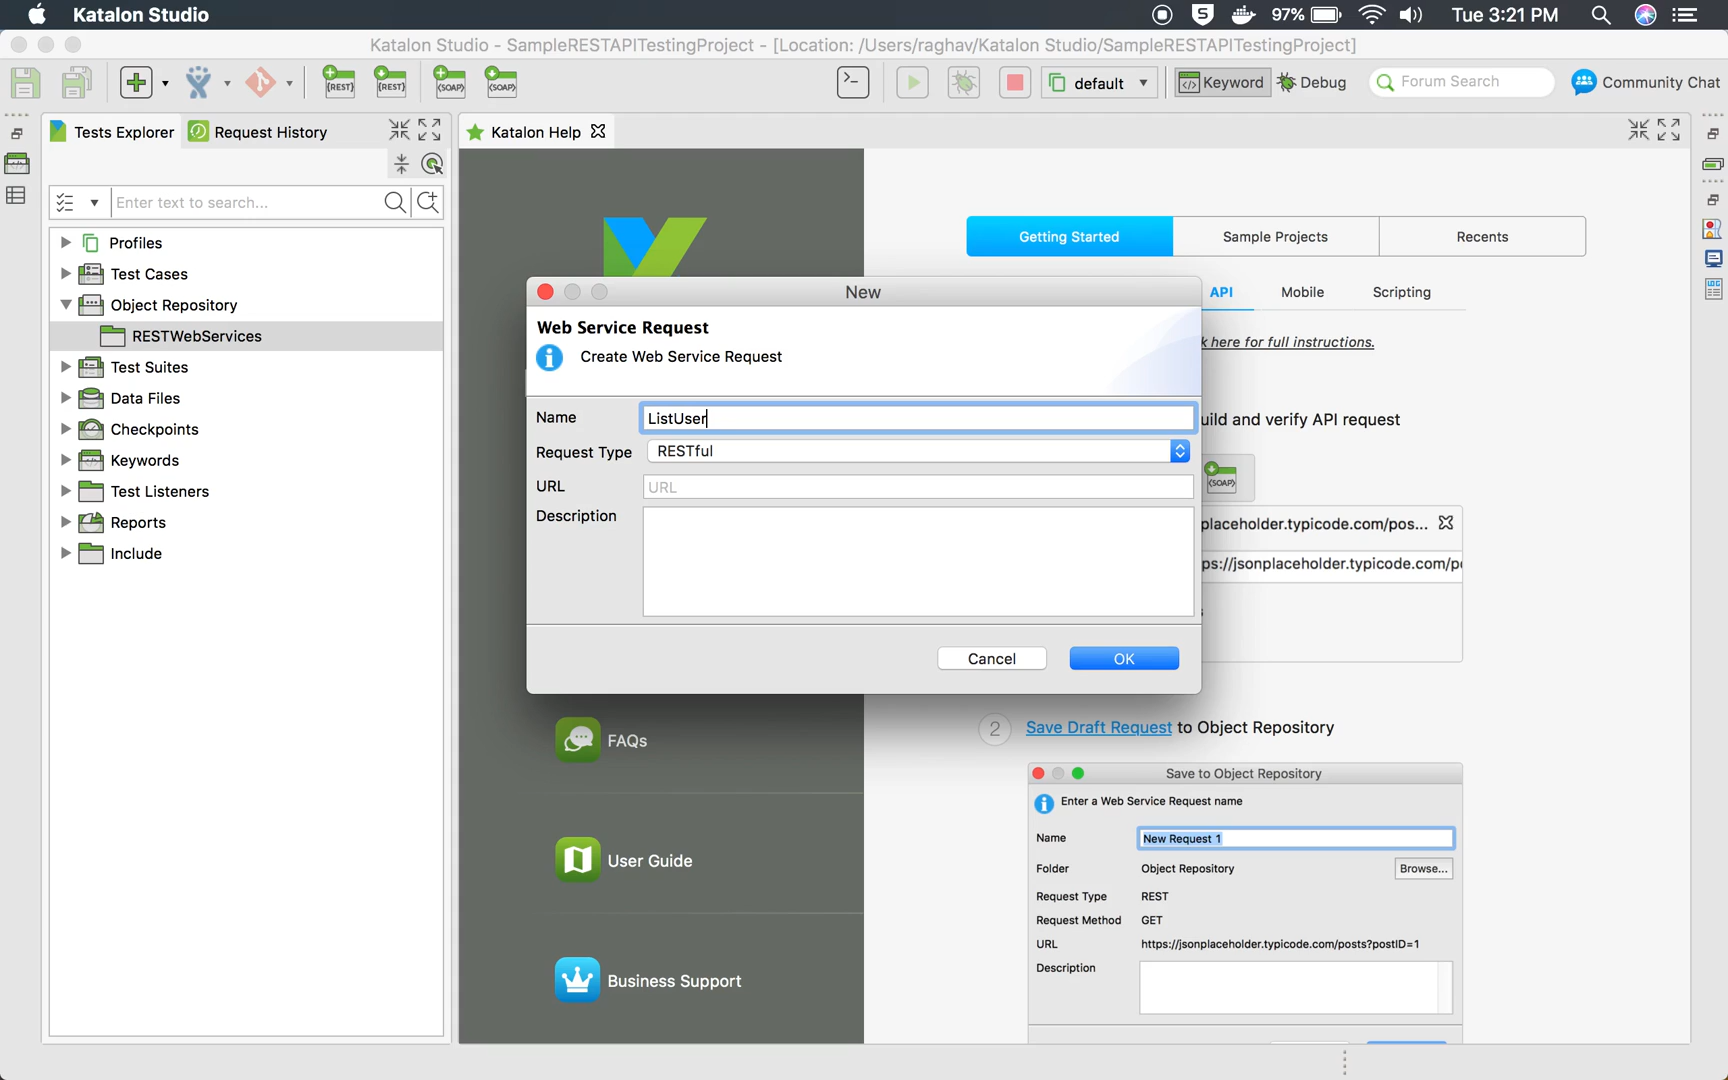 Katalon Studio
97%
Tue 3:21 PM
Katalon Studio - SampleRESTAPITestingProject - [Location: /Users/raghav/Katalon Studio/SampleRESTAPITestingProject]
{REST}
{REST}
{SOAP}
{SOAP}
default
Keyword
Debug
Forum Search
Community Chat
Tests Explorer
Request History
Katalon Help
Enter text to search...
Profiles
Test Cases
Object Repository
RESTWebServices
Test Suites
Data Files
Checkpoints
Keywords
Test Listeners
Reports
Include
Getting Started
Sample Projects
Recents
API
Mobile
Scripting
here for full instructions.
uild and verify API request
{SOAP}
placeholder.typicode.com/pos...
ps://jsonplaceholder.typicode.com/p
New
Web Service Request
Create Web Service Request
Name
ListUser
Request Type
RESTful
URL
URL
Description
Cancel
OK
FAQs
User Guide
Business Support
2
Save Draft Request to Object Repository
Save to Object Repository
Enter a Web Service Request name
Name
New Request 1
Folder
Object Repository
Browse...
Request Type
REST
Request Method
GET
URL
https://jsonplaceholder.typicode.com/posts?postID=1
Description